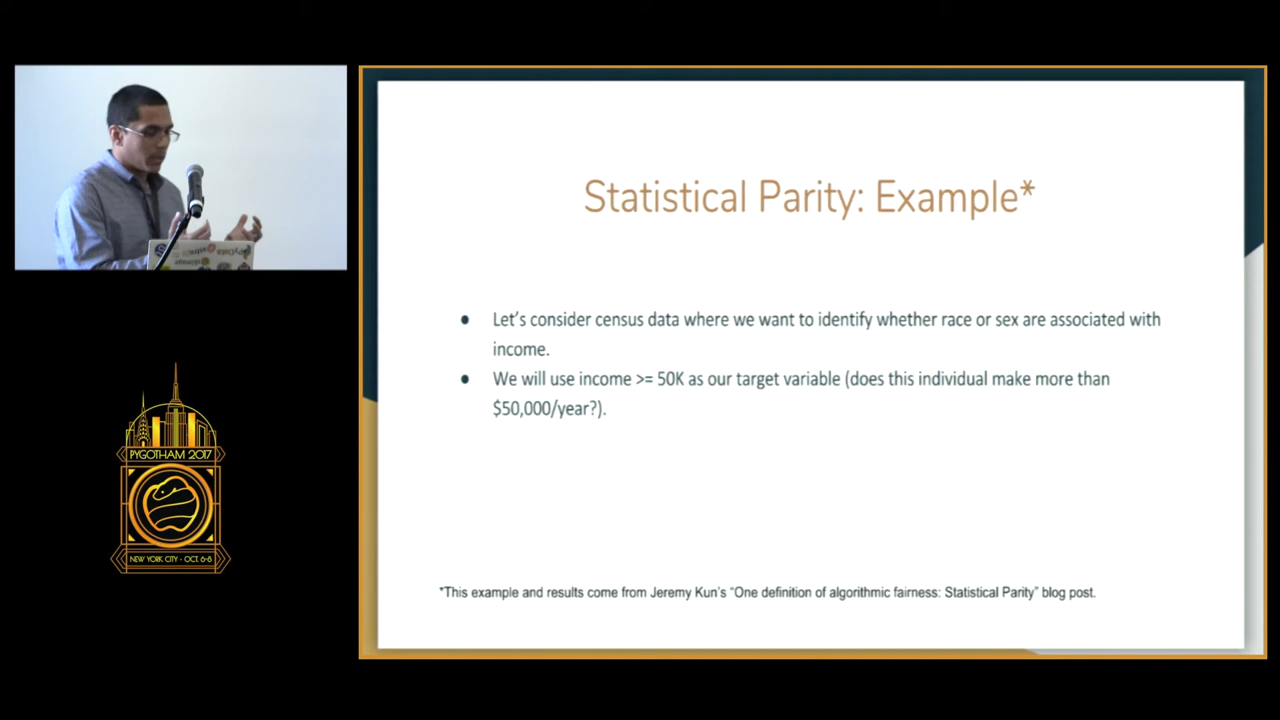 Statistical Parity: Example*
● Let's consider census data where we want to identify whether race or sex are associated with
income.
● We will use income >= 50K as our target variable (does this individual make more than
$50,000/year?).
*This example and results come from Jeremy Kun's "One definition of algorithmic fairness: Statistical Parity" blog post.
PYGOTHAM 2017
NEW YORK CITY - OCT. 6-8
PyData